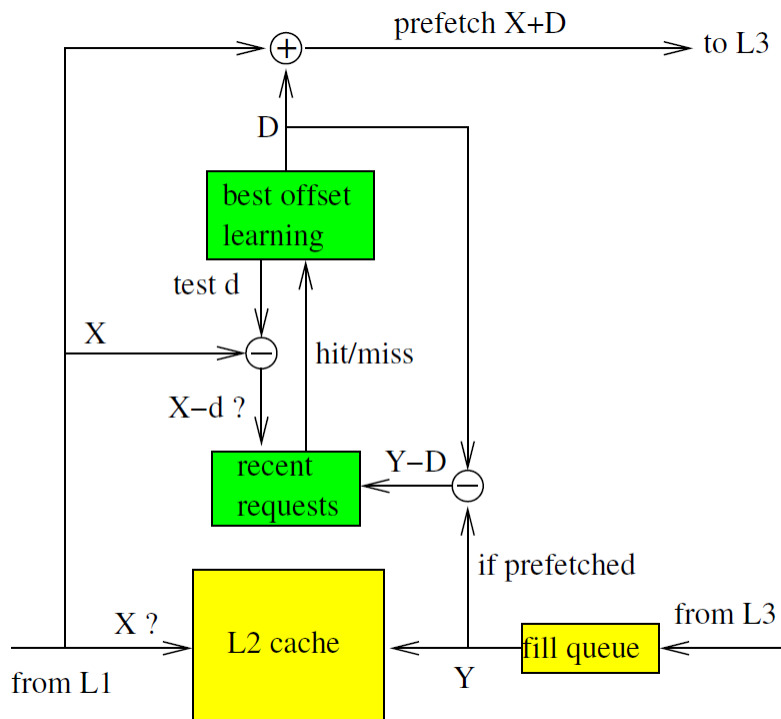 prefetch X+D
to L3
+
D
best offset
learning
test d
X
−
hit/miss
X−d ?
recent
requests
Y−D
−
if prefetched
from L3
X ?
L2 cache
fill queue
from L1
Y